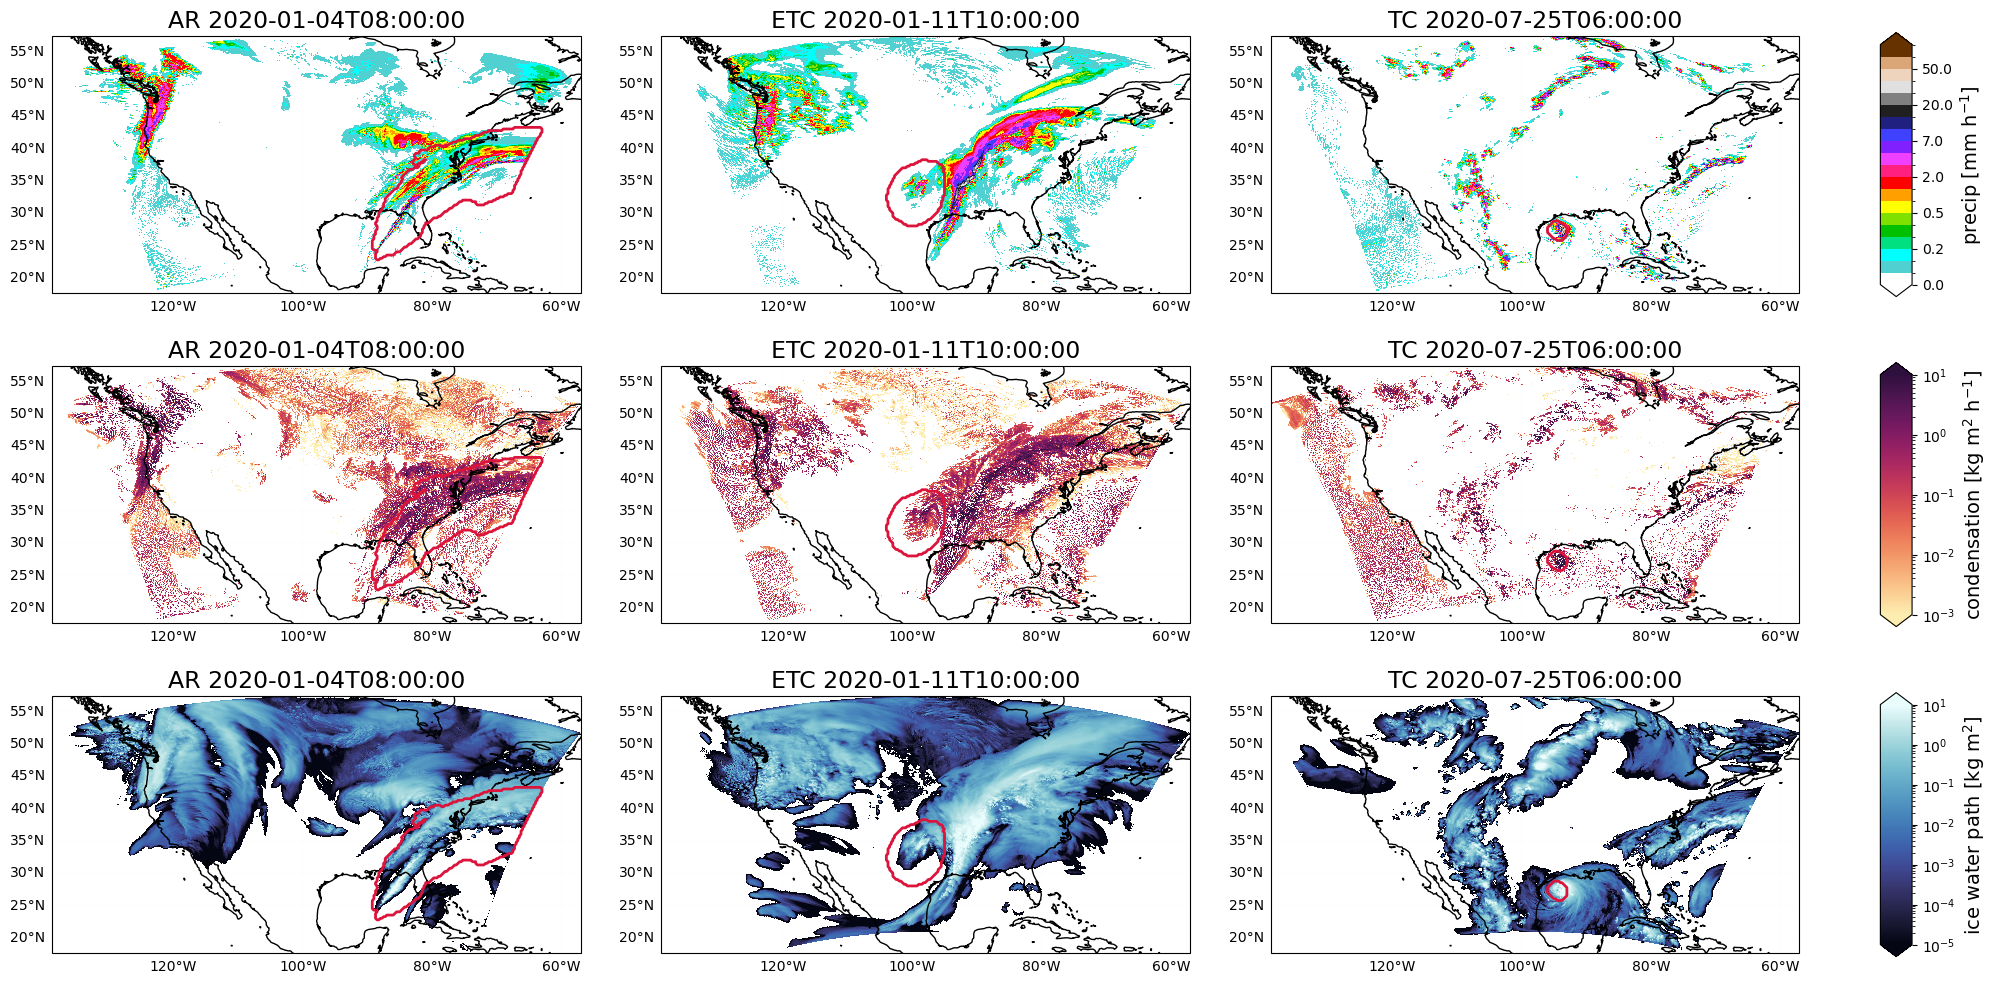 AR 2020-01-04T08:00:00 ETC 2020-01-11T10:00:00 TC 2020-07-25T06:00:00
55°N 55°N 55°N
50°N 50°N 50°N 50.0
45°N 45°N 45°N 20.0
40°N 40°N 40°N 7.0
35°N 35°N 35°N 2.0
30°N 30°N 30°N 0.5
25°N 25°N 25°N 0.2
20°N 20°N 20°N 0.0
precip [mm h⁻¹]
120°W 100°W 80°W 60°W 120°W 100°W 80°W 60°W 120°W 100°W 80°W 60°W
AR 2020-01-04T08:00:00 ETC 2020-01-11T10:00:00 TC 2020-07-25T06:00:00
55°N 55°N 55°N 10¹
50°N 50°N 50°N
45°N 45°N 45°N 10⁰
40°N 40°N 40°N
35°N 35°N 35°N 10⁻¹
30°N 30°N 30°N 10⁻²
25°N 25°N 25°N
20°N 20°N 20°N 10⁻³
condensation [kg m² h⁻¹]
120°W 100°W 80°W 60°W 120°W 100°W 80°W 60°W 120°W 100°W 80°W 60°W
AR 2020-01-04T08:00:00 ETC 2020-01-11T10:00:00 TC 2020-07-25T06:00:00
55°N 55°N 55°N 10¹
50°N 50°N 50°N 10⁰
45°N 45°N 45°N 10⁻¹
40°N 40°N 40°N 10⁻²
35°N 35°N 35°N 10⁻³
30°N 30°N 30°N
25°N 25°N 25°N 10⁻⁴
20°N 20°N 20°N 10⁻⁵
ice water path [kg m²]
120°W 100°W 80°W 60°W 120°W 100°W 80°W 60°W 120°W 100°W 80°W 60°W